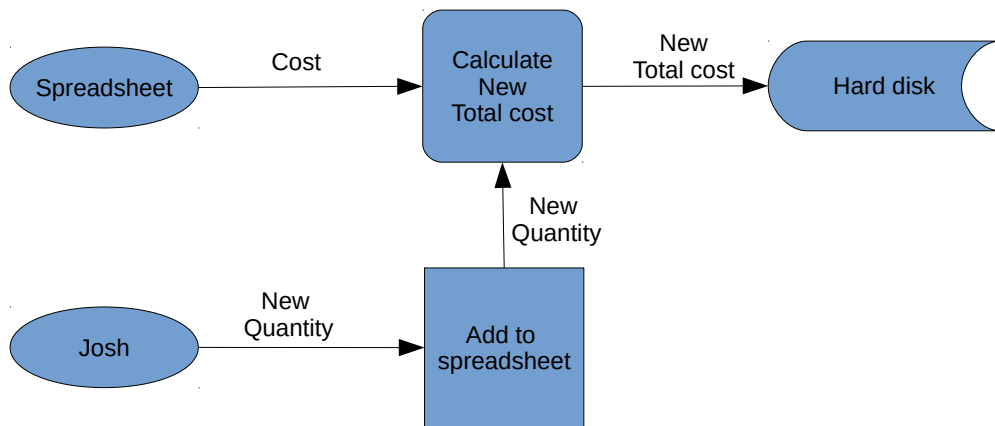 Spreadsheet
Cost
Calculate
New
Total cost
New
Total cost
Hard disk
New
Quantity
Josh
New
Quantity
Add to
spreadsheet